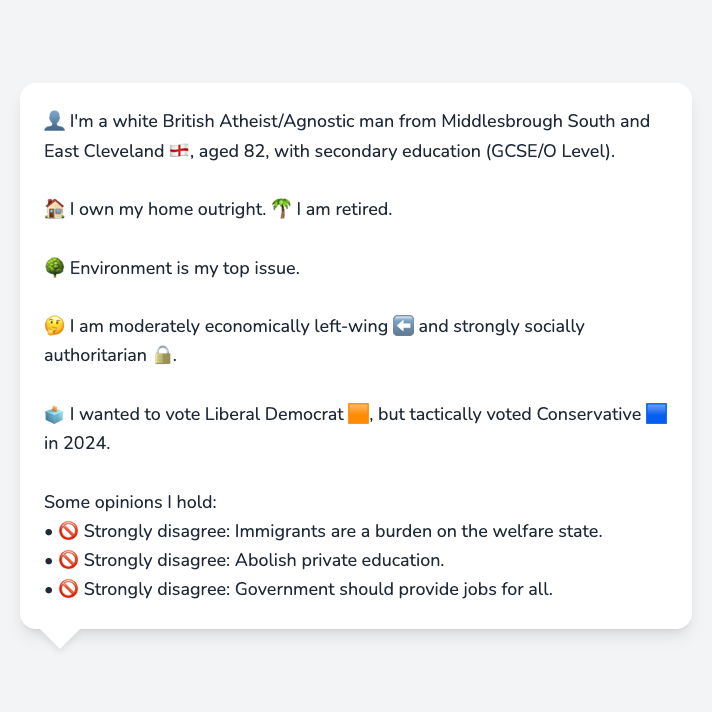 👤 I'm a white British Atheist/Agnostic man from Middlesbrough South and
East Cleveland 🏴󠁧󠁢󠁥󠁮󠁧󠁿, aged 82, with secondary education (GCSE/O Level).
🏠 I own my home outright. 🌴 I am retired.
🌳 Environment is my top issue.
🤔 I am moderately economically left-wing ⬅️ and strongly socially
authoritarian 🔒.
🗳️ I wanted to vote Liberal Democrat 🟧, but tactically voted Conservative 🟦
in 2024.
Some opinions I hold:
• 🚫 Strongly disagree: Immigrants are a burden on the welfare state.
• 🚫 Strongly disagree: Abolish private education.
• 🚫 Strongly disagree: Government should provide jobs for all.